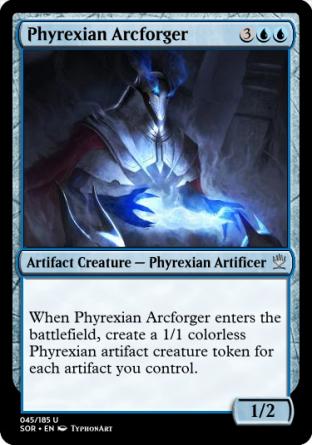 Phyrexian Arcforger 3
Artifact Creature — Phyrexian Artificer
When Phyrexian Arcforger enters the
battlefield, create a 1/1 colorless
Phyrexian artifact creature token for
each artifact you control.
045/185 U
SOR • EN TyphonArt
1/2